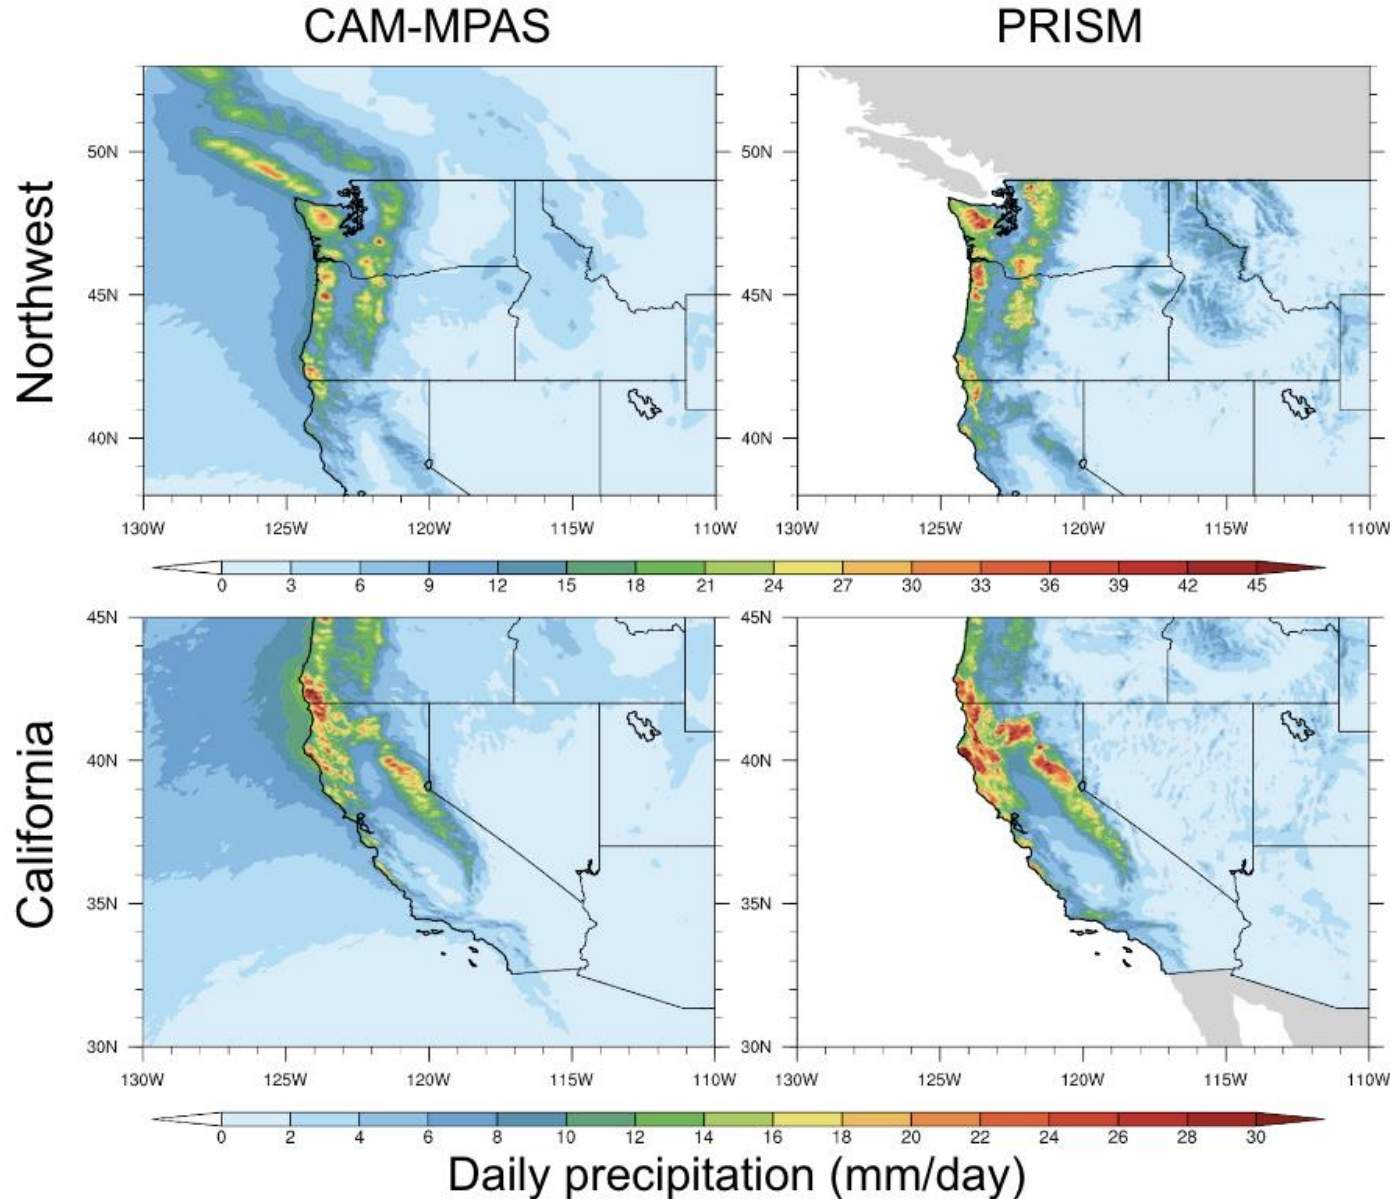 CAM-MPAS PRISM
Northwest
50N 50N
45N 45N
40N 40N
130W 125W 120W 115W 110W 130W 125W 120W 115W 110W
0 3 6 9 12 15 18 21 24 27 30 33 36 39 42 45
California
45N 45N
40N 40N
35N 35N
30N 30N
130W 125W 120W 115W 110W 130W 125W 120W 115W 110W
0 2 4 6 8 10 12 14 16 18 20 22 24 26 28 30
Daily precipitation (mm/day)